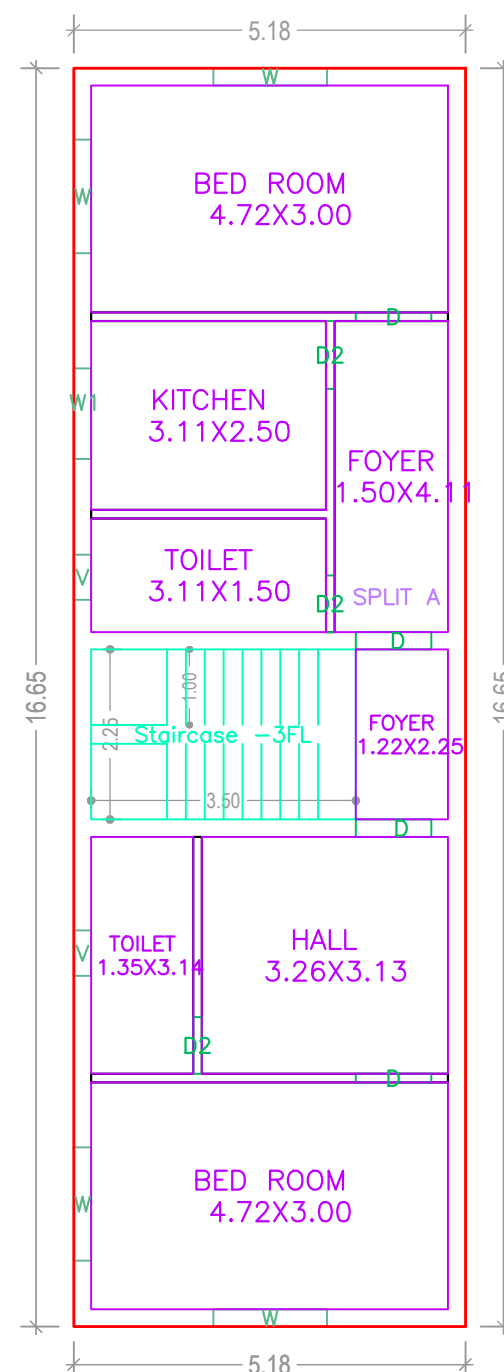 5.18
W
BED ROOM
4.72X3.00
W
D
D2
KITCHEN
3.11X2.50
W1
FOYER
1.50X4.11
TOILET
3.11X1.50
V
D2
SPLIT A
D
16.65
16.65
1.00
FOYER
1.22X2.25
Staircase -3FL
2.25
3.50
D
TOILET
1.35X3.14
V
HALL
3.26X3.13
D2
D
BED ROOM
4.72X3.00
W
W
5.18